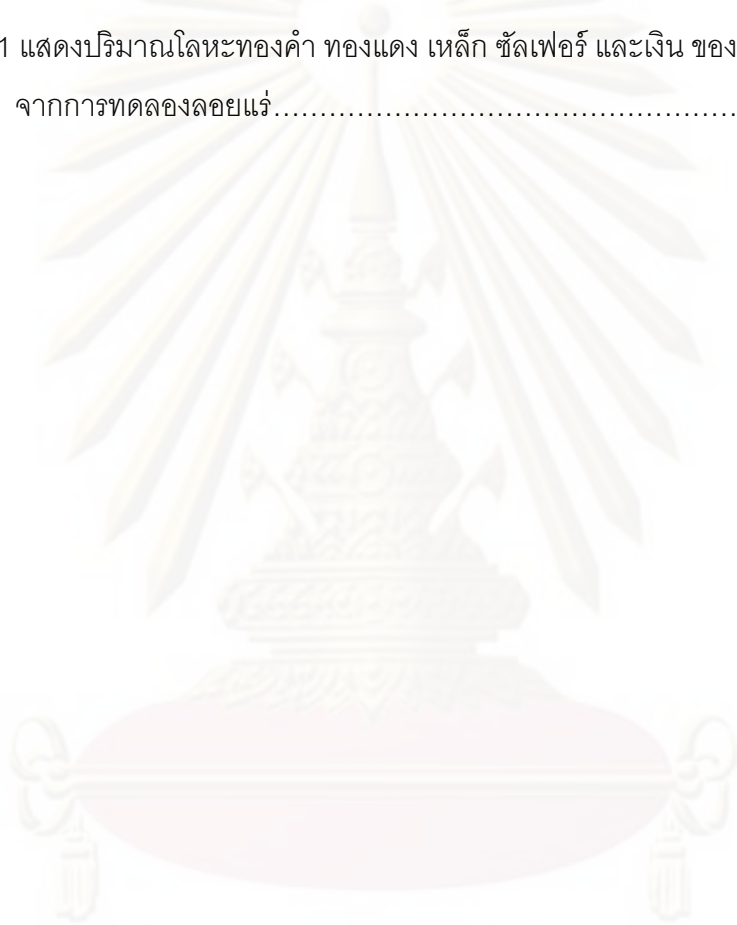 1 แสดงปริมาณโลหะทองคำ ทองแดง เหล็ก ซัลเฟอร์ และเงิน ของ
จากการทดลองลอยแร่..................................................